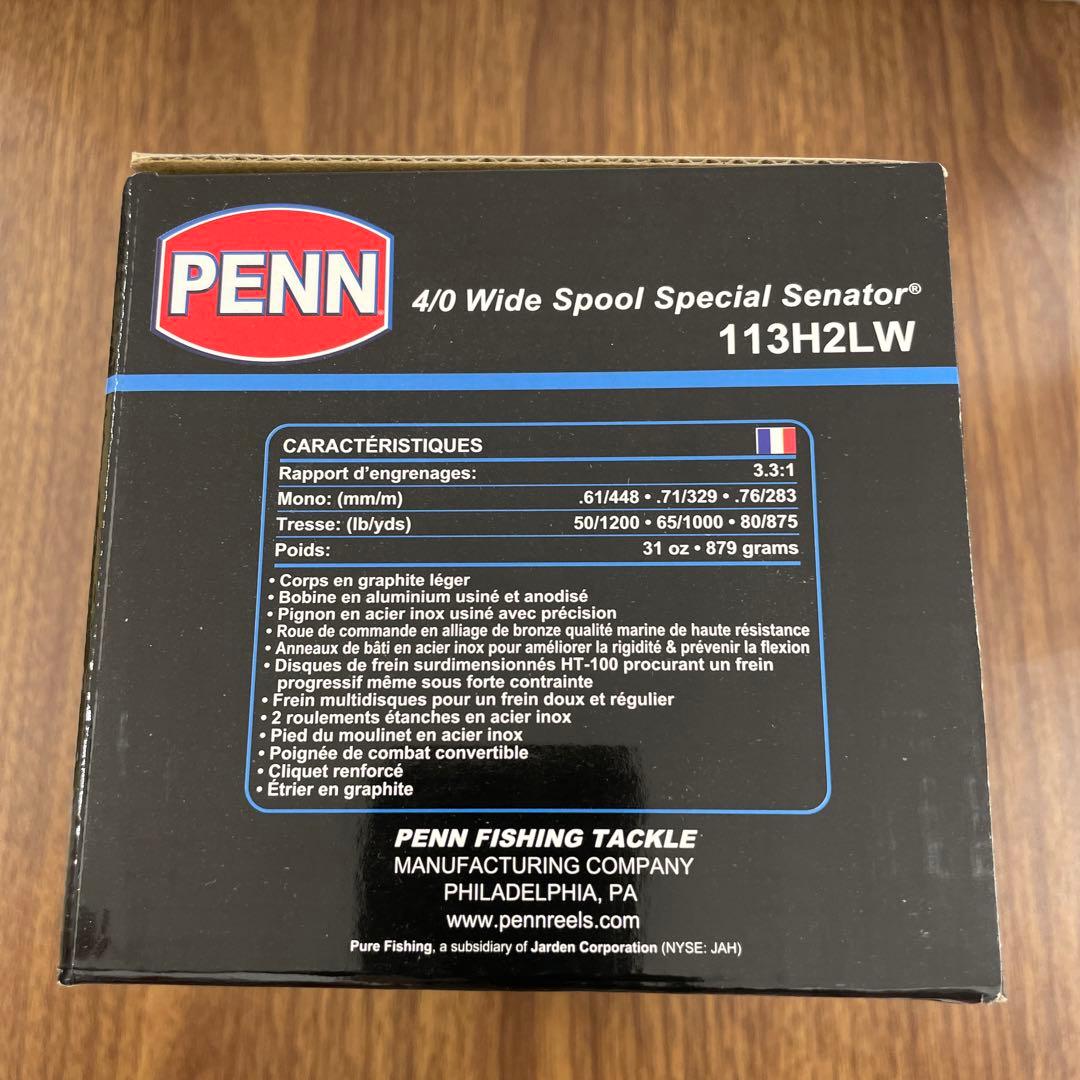 PENN
4/0 Wide Spool Special Senator®
113H2LW
CARACTÉRISTIQUES
Rapport d'engrenages: 3.3:1
Mono: (mm/m) .61/448 • .71/329 • .76/283
Tresse: (lb/yds) 50/1200 • 65/1000 • 80/875
Poids: 31 oz • 879 grams
• Corps en graphite léger
• Bobine en aluminium usiné et anodisé
• Pignon en acier inox usiné avec précision
• Roue de commande en alliage de bronze qualité marine de haute résistance
• Anneaux de bâti en acier inox pour améliorer la rigidité & prévenir la flexion
• Disques de frein surdimensionnés HT-100 procurant un frein
progressif même sous forte contrainte
• Frein multidisques pour un frein doux et régulier
• 2 roulements étanches en acier inox
• Pied du moulinet en acier inox
• Poignée de combat convertible
• Cliquet renforcé
• Étrier en graphite
PENN FISHING TACKLE
MANUFACTURING COMPANY
PHILADELPHIA, PA
www.pennreels.com
Pure Fishing, a subsidiary of Jarden Corporation (NYSE: JAH)